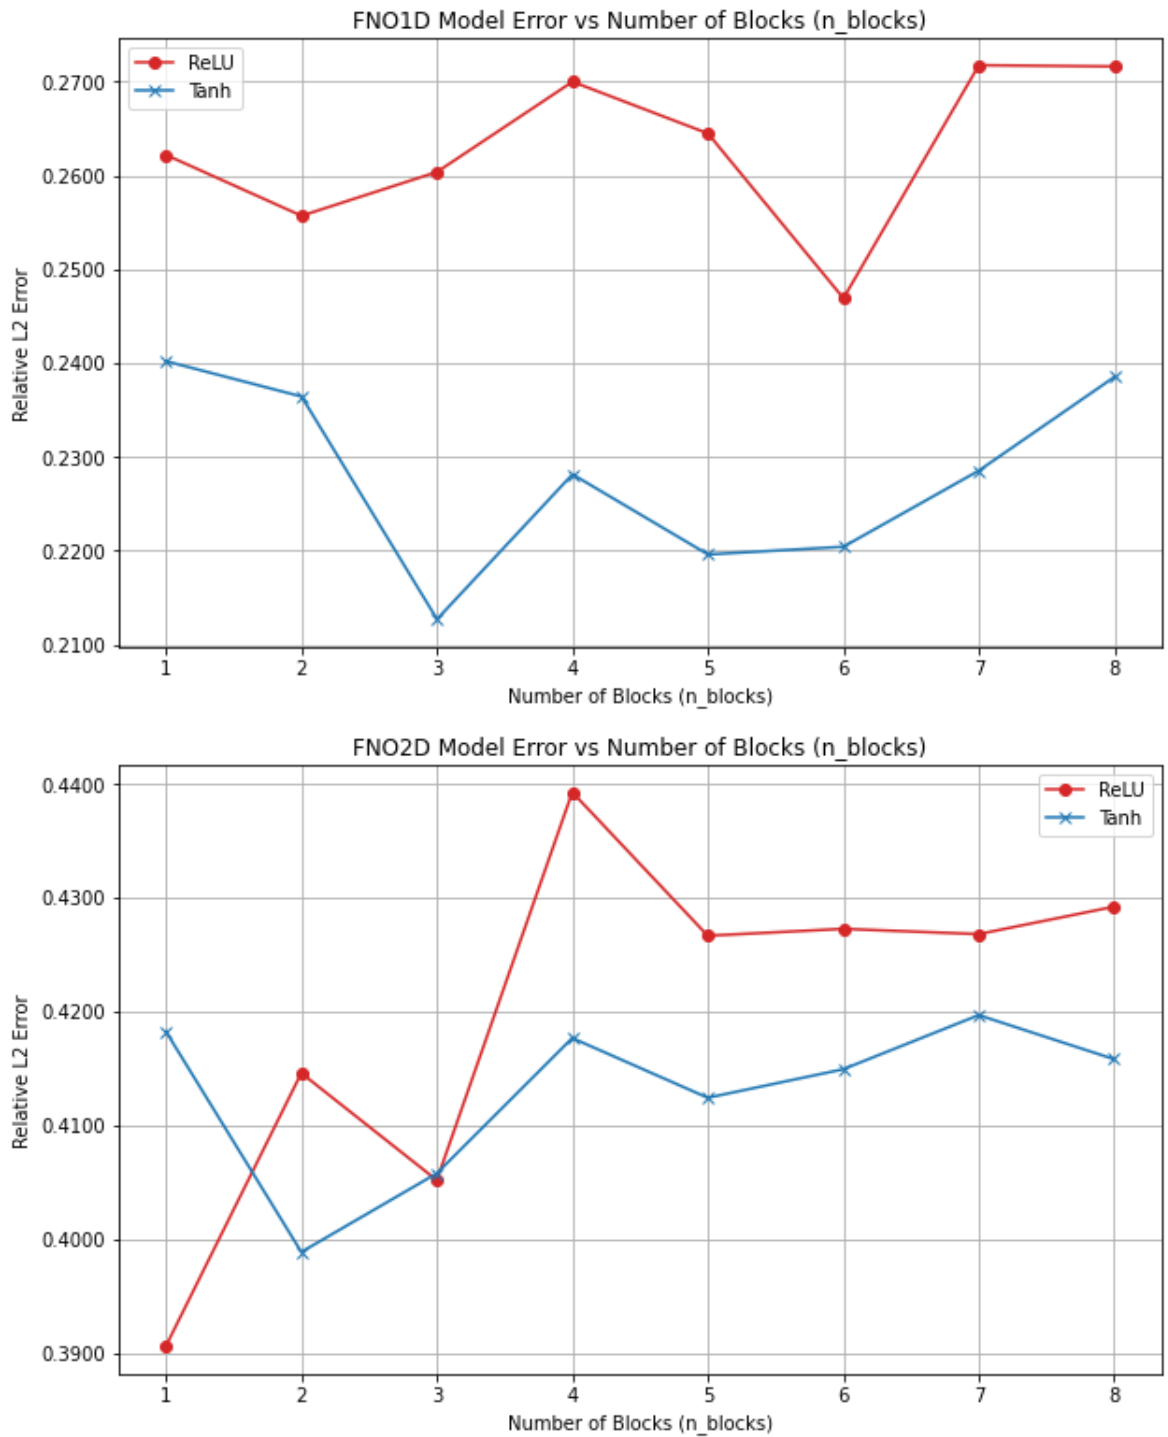 FNO1D Model Error vs Number of Blocks (n_blocks)
ReLU
Tanh
0.2700
0.2600
0.2500
0.2400
0.2300
0.2200
0.2100
Relative L2 Error
1 2 3 4 5 6 7 8
Number of Blocks (n_blocks)
FNO2D Model Error vs Number of Blocks (n_blocks)
ReLU
Tanh
0.4400
0.4300
0.4200
0.4100
0.4000
0.3900
Relative L2 Error
1 2 3 4 5 6 7 8
Number of Blocks (n_blocks)